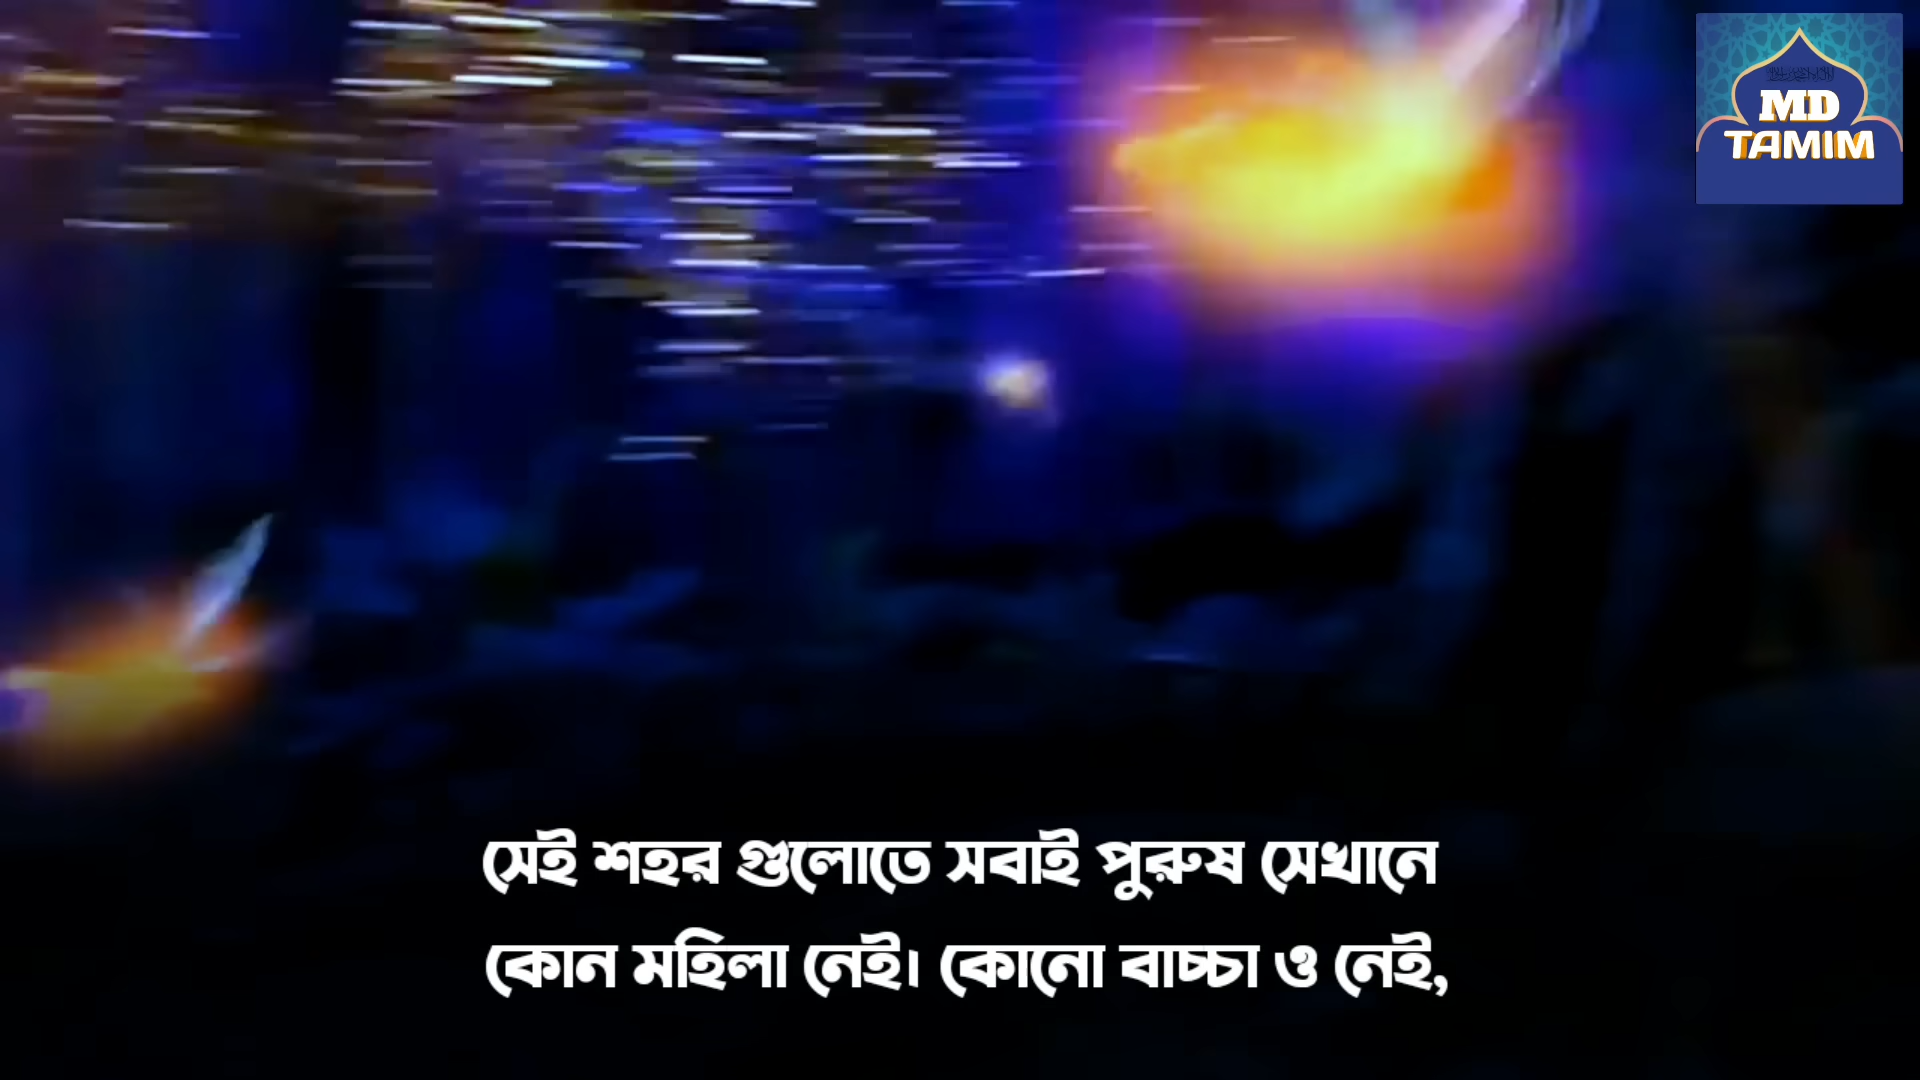 MD
TAMIM
সেই শহর গুলোতে সবাই পুরুষ সেখানে
কোন মহিলা নেই। কোনো বাচ্চা ও নেই,